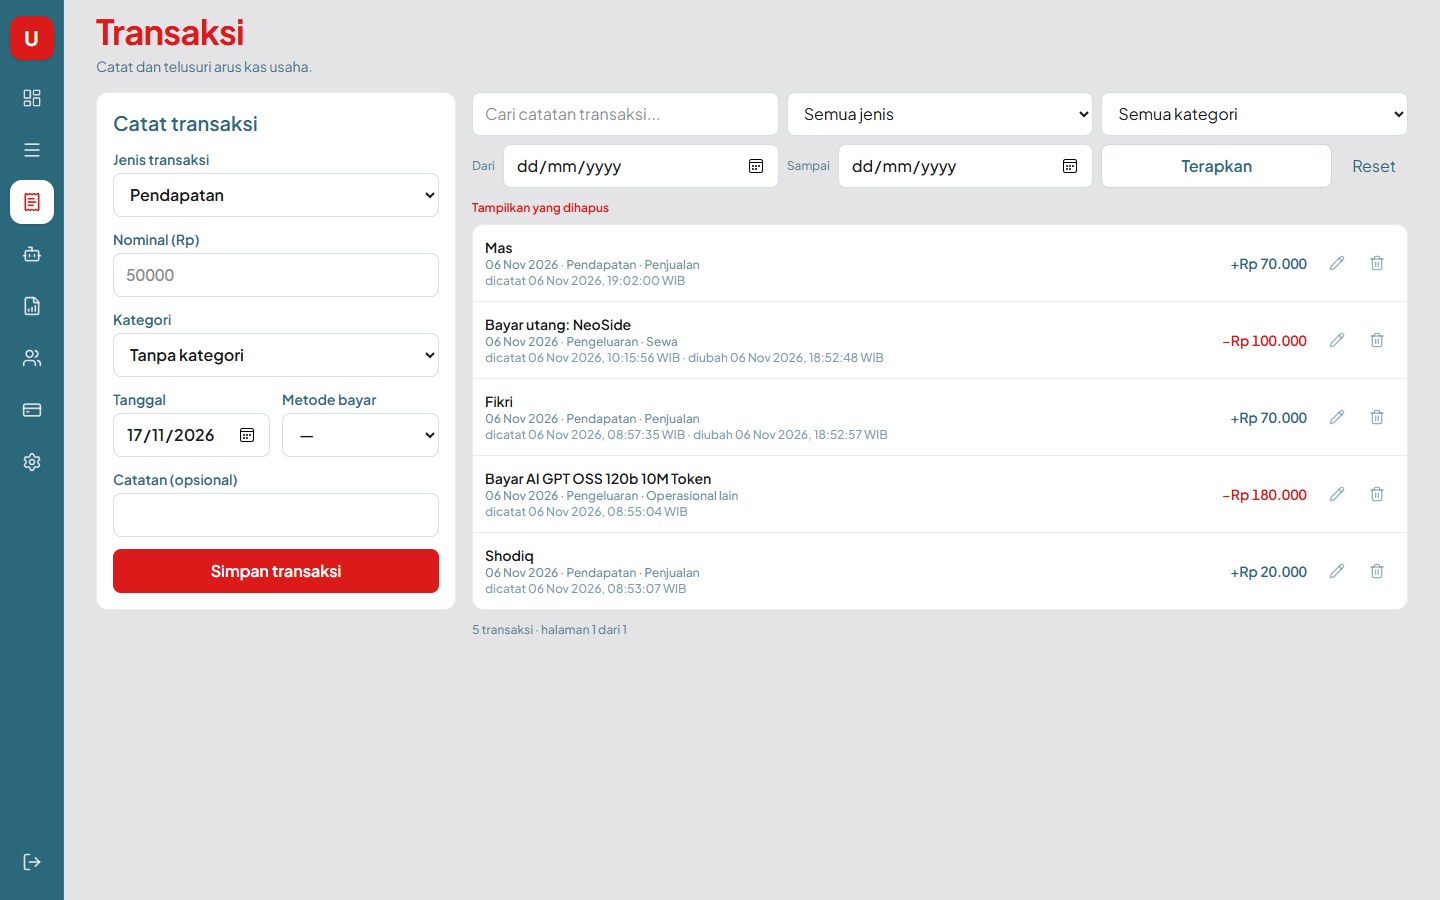 U
Transaksi
Catat dan telusuri arus kas usaha.
Catat transaksi
Jenis transaksi
Pendapatan
Nominal (Rp)
50000
Kategori
Tanpa kategori
Tanggal
Metode bayar
17/11/2026
—
Catatan (opsional)
Simpan transaksi
Cari catatan transaksi...
Semua jenis
Semua kategori
Dari
dd/mm/yyyy
Sampai
dd/mm/yyyy
Terapkan
Reset
Tampilkan yang dihapus
Mas
06 Nov 2026 · Pendapatan · Penjualan
dicatat 06 Nov 2026, 19:02:00 WIB
+Rp 70.000
Bayar utang: NeoSide
06 Nov 2026 · Pengeluaran · Sewa
dicatat 06 Nov 2026, 10:15:56 WIB · diubah 06 Nov 2026, 18:52:48 WIB
−Rp 100.000
Fikri
06 Nov 2026 · Pendapatan · Penjualan
dicatat 06 Nov 2026, 08:57:35 WIB · diubah 06 Nov 2026, 18:52:57 WIB
+Rp 70.000
Bayar AI GPT OSS 120b 10M Token
06 Nov 2026 · Pengeluaran · Operasional lain
dicatat 06 Nov 2026, 08:55:04 WIB
−Rp 180.000
Shodiq
06 Nov 2026 · Pendapatan · Penjualan
dicatat 06 Nov 2026, 08:53:07 WIB
+Rp 20.000
5 transaksi · halaman 1 dari 1